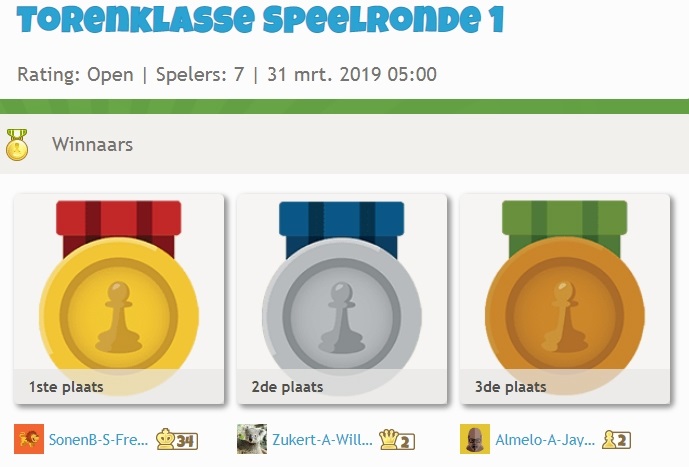 Torenklasse speelronde 1
Rating: Open | Spelers: 7 | 31 mrt. 2019 05:00
Winnaars
1ste plaats
2de plaats
3de plaats
SonenB-S-Fre... 34
Zukert-A-Will... 2
Almelo-A-Jay... 2